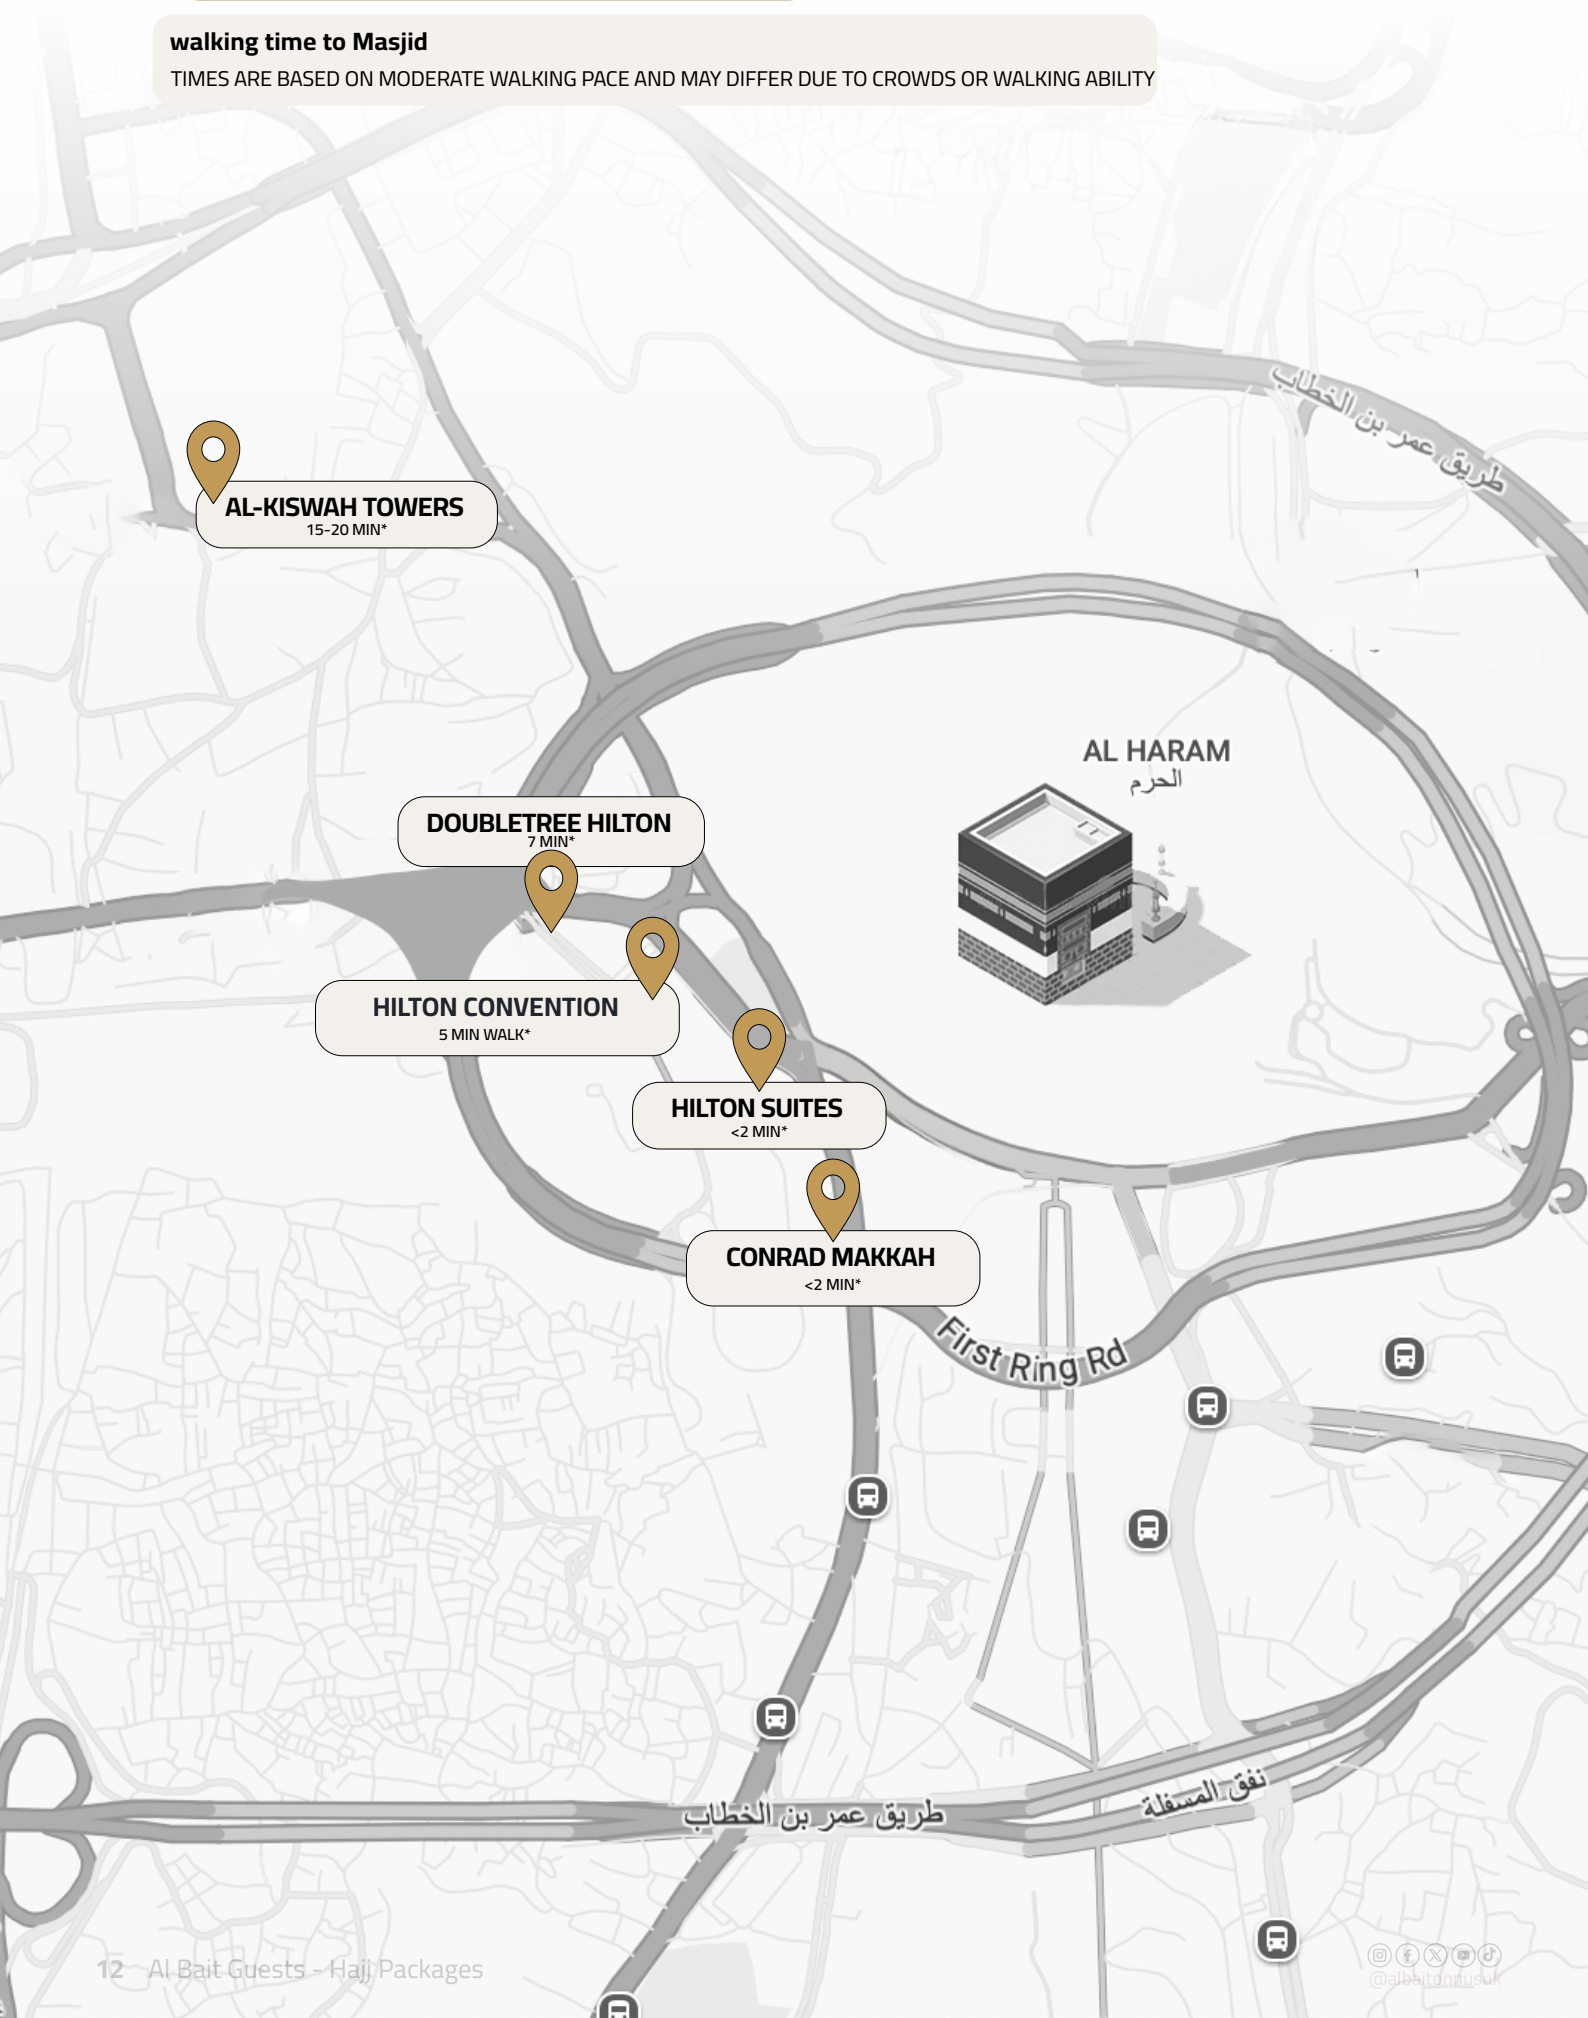 walking time to Masjid
TIMES ARE BASED ON MODERATE WALKING PACE AND MAY DIFFER DUE TO CROWDS OR WALKING ABILITY
طريق عمر بن الخطاب
AL-KISWAH TOWERS
15-20 MIN*
AL HARAM
الحرم
DOUBLETREE HILTON
7 MIN*
HILTON CONVENTION
5 MIN WALK*
HILTON SUITES
<2 MIN*
CONRAD MAKKAH
<2 MIN*
First Ring Rd
نفق المسفلة
طريق عمر بن الخطاب
12 Al Bait Guests - Hajj Packages
@albaitonnusuk